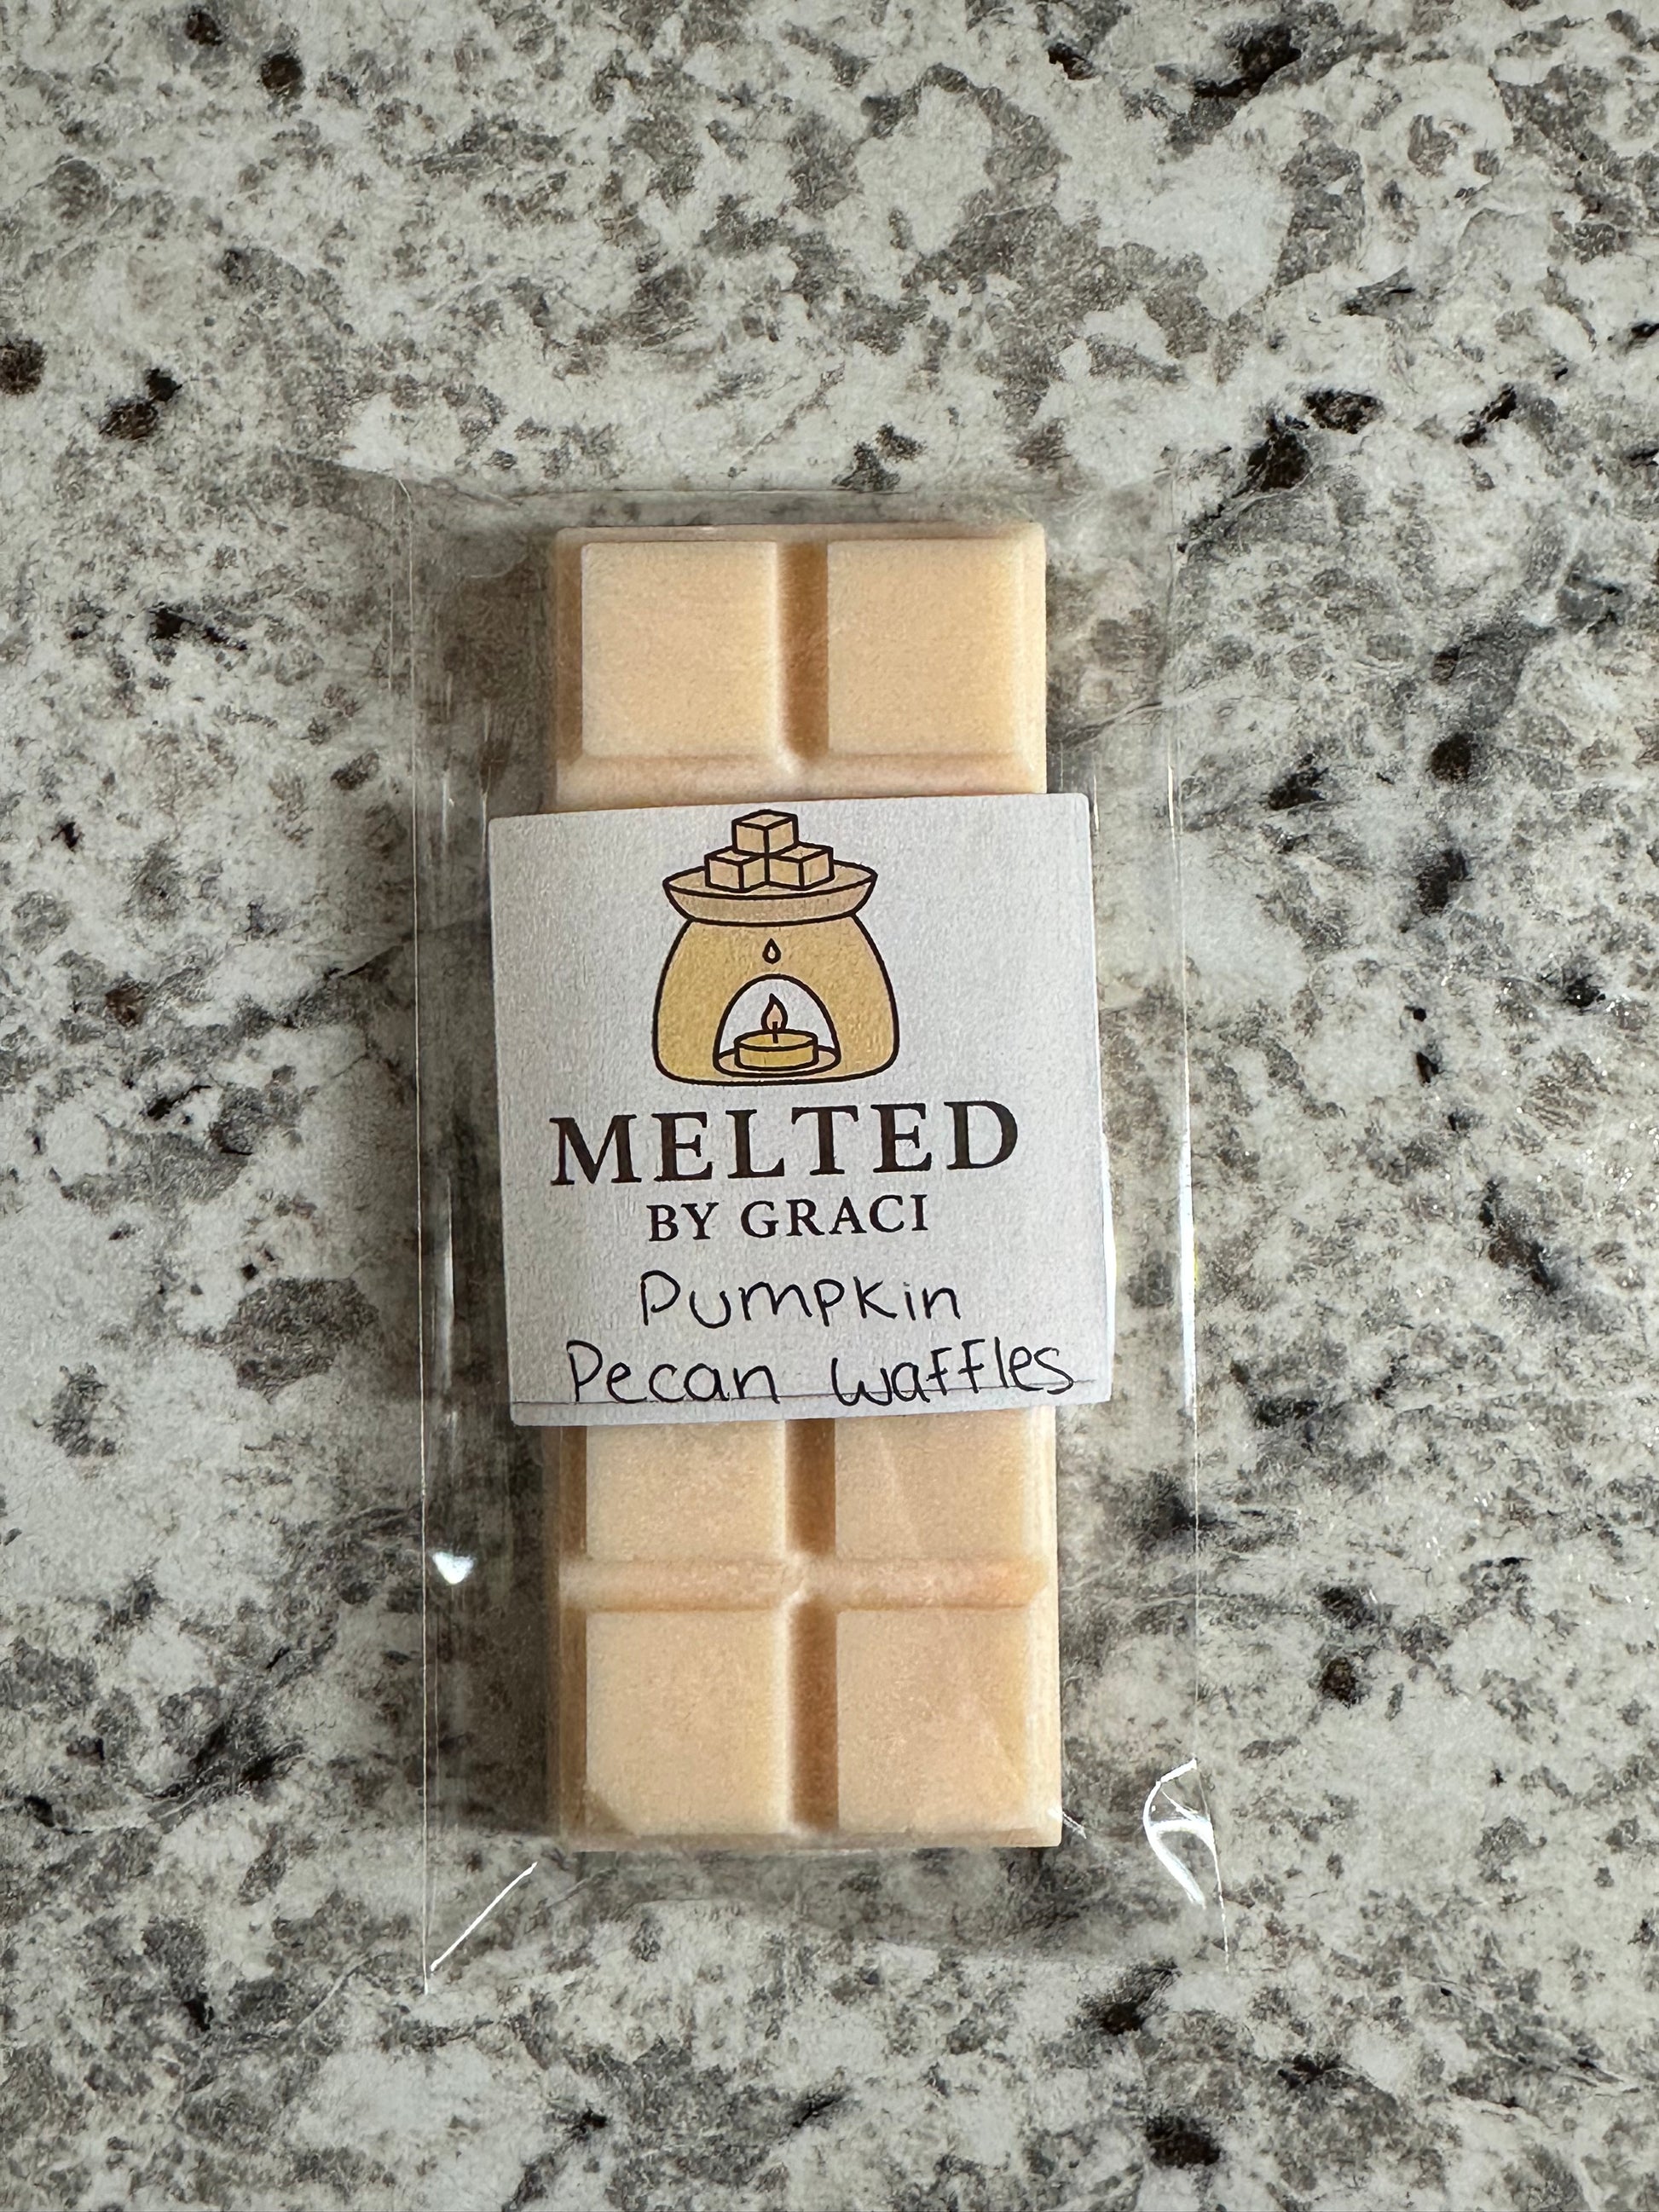 MELTED
BY GRACI
Pumpkin
Pecan Waffles